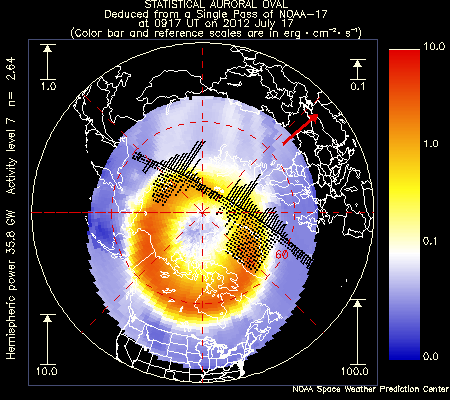 STATISTICAL AURORAL OVAL
Deduced from a Single Pass of NOAA-17
at 0917 UT on 2012 July 17
(Color bar and reference scales are in erg · cm⁻² · s⁻¹)
1.0
0.1
10.0
100.0
60
Hemispheric power 35.8 GW Activity level 7 n= 2.64
10.0
1.0
0.1
0.0
NOAA Space Weather Prediction Center